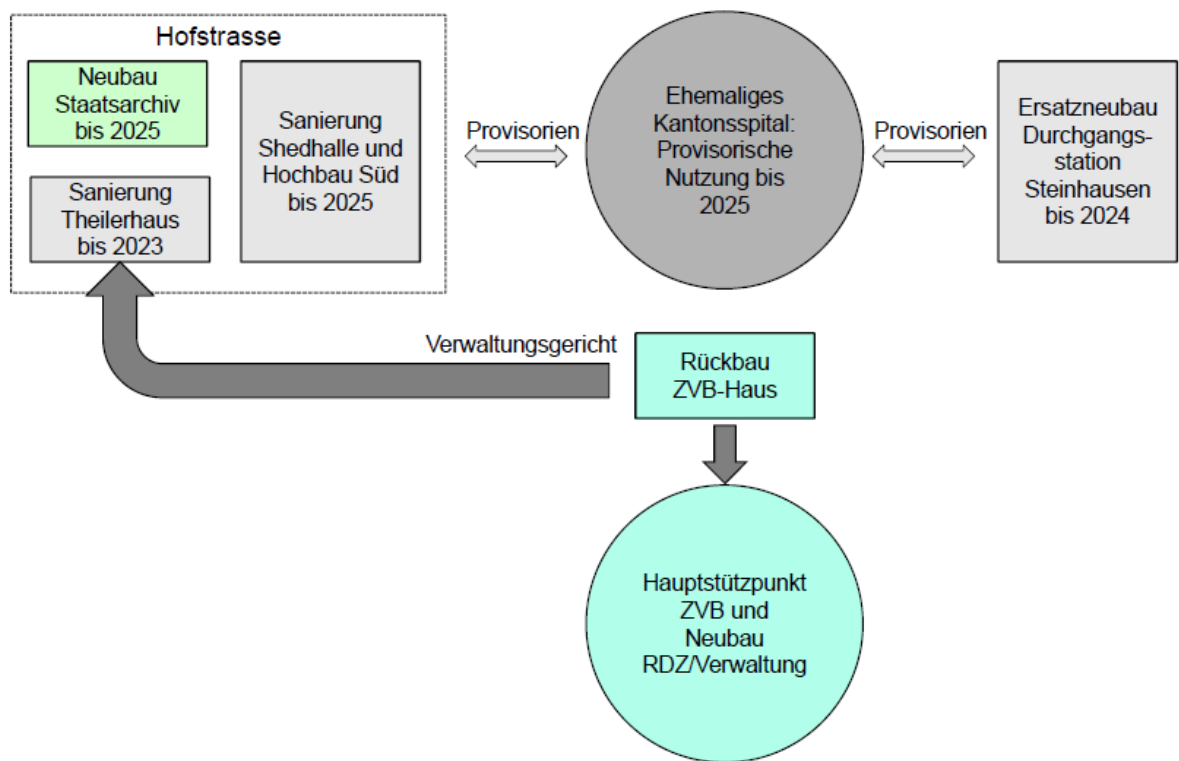 Hofstrasse
Neubau
Staatsarchiv
bis 2025
Sanierung
Theilerhaus
bis 2023
Sanierung
Shedhalle und
Hochbau Süd
bis 2025
Provisorien
Ehemaliges
Kantonsspital:
Provisorische
Nutzung bis
2025
Provisorien
Ersatzneubau
Durchgangs-
station
Steinhausen
bis 2024
Verwaltungsgericht
Rückbau
ZVB-Haus
Hauptstützpunkt
ZVB und
Neubau
RDZ/Verwaltung